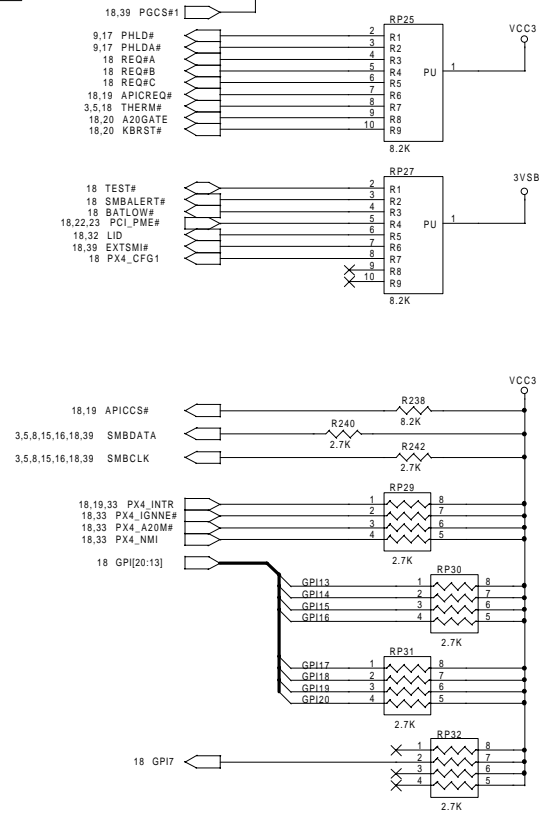 18,39 PGCS#1
RP25
VCC3
9,17 PHLD# 2 R1
9,17 PHLDA# 3 R2
18 REQ#A 4 R3
18 REQ#B 5 R4 PU 1
18 REQ#C 6 R5
18,19 APICREQ# 7 R6
3,5,18 THERM# 8 R7
18,20 A20GATE 9 R8
18,20 KBRST# 10 R9
8.2K
RP27
3VSB
18 TEST# 2 R1
18 SMBALERT# 3 R2
18 BATLOW# 4 R3
18,22,23 PCI_PME# 5 R4 PU 1
18,32 LID 6 R5
18,39 EXTSMI# 7 R6
18 PX4_CFG1 8 R7
9 R8
10 R9
8.2K
VCC3
R238
18,19 APICCS#
8.2K
R240
3,5,8,15,16,18,39 SMBDATA
2.7K
R242
3,5,8,15,16,18,39 SMBCLK
2.7K
RP29
18,19,33 PX4_INTR 1 8
18,33 PX4_IGNNE# 2 7
18,33 PX4_A20M# 3 6
18,33 PX4_NMI 4 5
2.7K
18 GPI[20:13]
RP30
GPI13 1 8
GPI14 2 7
GPI15 3 6
GPI16 4 5
2.7K
RP31
GPI17 1 8
GPI18 2 7
GPI19 3 6
GPI20 4 5
2.7K
RP32
1 8
18 GPI7 2 7
3 6
4 5
2.7K